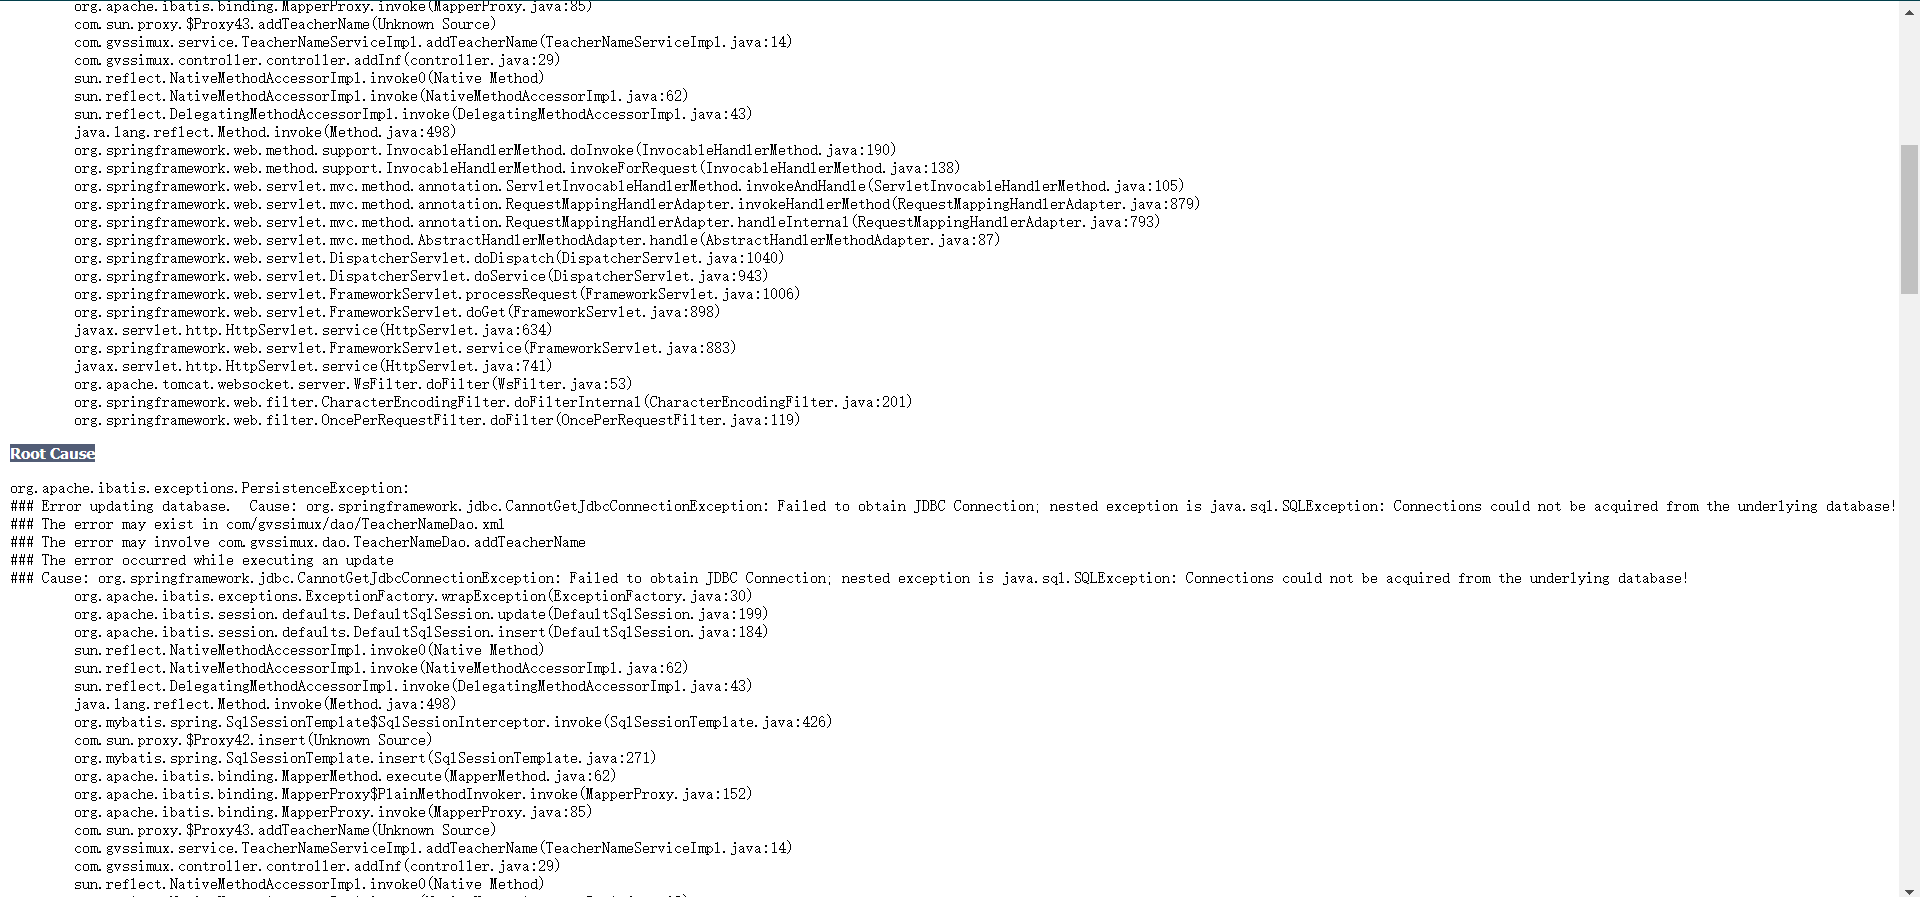 org.apache.ibatis.binding.MapperProxy.invoke(MapperProxy.java:85)
com.sun.proxy.$Proxy43.addTeacherName(Unknown Source)
com.gvssimux.service.TeacherNameServiceImpl.addTeacherName(TeacherNameServiceImpl.java:14)
com.gvssimux.controller.controller.addInf(controller.java:29)
sun.reflect.NativeMethodAccessorImpl.invoke0(Native Method)
sun.reflect.NativeMethodAccessorImpl.invoke(NativeMethodAccessorImpl.java:62)
sun.reflect.DelegatingMethodAccessorImpl.invoke(DelegatingMethodAccessorImpl.java:43)
java.lang.reflect.Method.invoke(Method.java:498)
org.springframework.web.method.support.InvocableHandlerMethod.doInvoke(InvocableHandlerMethod.java:190)
org.springframework.web.method.support.InvocableHandlerMethod.invokeForRequest(InvocableHandlerMethod.java:138)
org.springframework.web.servlet.mvc.method.annotation.ServletInvocableHandlerMethod.invokeAndHandle(ServletInvocableHandlerMethod.java:105)
org.springframework.web.servlet.mvc.method.annotation.RequestMappingHandlerAdapter.invokeHandlerMethod(RequestMappingHandlerAdapter.java:879)
org.springframework.web.servlet.mvc.method.annotation.RequestMappingHandlerAdapter.handleInternal(RequestMappingHandlerAdapter.java:793)
org.springframework.web.servlet.mvc.method.AbstractHandlerMethodAdapter.handle(AbstractHandlerMethodAdapter.java:87)
org.springframework.web.servlet.DispatcherServlet.doDispatch(DispatcherServlet.java:1040)
org.springframework.web.servlet.DispatcherServlet.doService(DispatcherServlet.java:943)
org.springframework.web.servlet.FrameworkServlet.processRequest(FrameworkServlet.java:1006)
org.springframework.web.servlet.FrameworkServlet.doGet(FrameworkServlet.java:898)
javax.servlet.http.HttpServlet.service(HttpServlet.java:634)
org.springframework.web.servlet.FrameworkServlet.service(FrameworkServlet.java:883)
javax.servlet.http.HttpServlet.service(HttpServlet.java:741)
org.apache.tomcat.websocket.server.WsFilter.doFilter(WsFilter.java:53)
org.springframework.web.filter.CharacterEncodingFilter.doFilterInternal(CharacterEncodingFilter.java:201)
org.springframework.web.filter.OncePerRequestFilter.doFilter(OncePerRequestFilter.java:119)
Root Cause
org.apache.ibatis.exceptions.PersistenceException:
### Error updating database.  Cause: org.springframework.jdbc.CannotGetJdbcConnectionException: Failed to obtain JDBC Connection; nested exception is java.sql.SQLException: Connections could not be acquired from the underlying database!
### The error may exist in com/gvssimux/dao/TeacherNameDao.xml
### The error may involve com.gvssimux.dao.TeacherNameDao.addTeacherName
### The error occurred while executing an update
### Cause: org.springframework.jdbc.CannotGetJdbcConnectionException: Failed to obtain JDBC Connection; nested exception is java.sql.SQLException: Connections could not be acquired from the underlying database!
org.apache.ibatis.exceptions.ExceptionFactory.wrapException(ExceptionFactory.java:30)
org.apache.ibatis.session.defaults.DefaultSqlSession.update(DefaultSqlSession.java:199)
org.apache.ibatis.session.defaults.DefaultSqlSession.insert(DefaultSqlSession.java:184)
sun.reflect.NativeMethodAccessorImpl.invoke0(Native Method)
sun.reflect.NativeMethodAccessorImpl.invoke(NativeMethodAccessorImpl.java:62)
sun.reflect.DelegatingMethodAccessorImpl.invoke(DelegatingMethodAccessorImpl.java:43)
java.lang.reflect.Method.invoke(Method.java:498)
org.mybatis.spring.SqlSessionTemplate$SqlSessionInterceptor.invoke(SqlSessionTemplate.java:426)
com.sun.proxy.$Proxy42.insert(Unknown Source)
org.mybatis.spring.SqlSessionTemplate.insert(SqlSessionTemplate.java:271)
org.apache.ibatis.binding.MapperMethod.execute(MapperMethod.java:62)
org.apache.ibatis.binding.MapperProxy$PlainMethodInvoker.invoke(MapperProxy.java:152)
org.apache.ibatis.binding.MapperProxy.invoke(MapperProxy.java:85)
com.sun.proxy.$Proxy43.addTeacherName(Unknown Source)
com.gvssimux.service.TeacherNameServiceImpl.addTeacherName(TeacherNameServiceImpl.java:14)
com.gvssimux.controller.controller.addInf(controller.java:29)
sun.reflect.NativeMethodAccessorImpl.invoke0(Native Method)